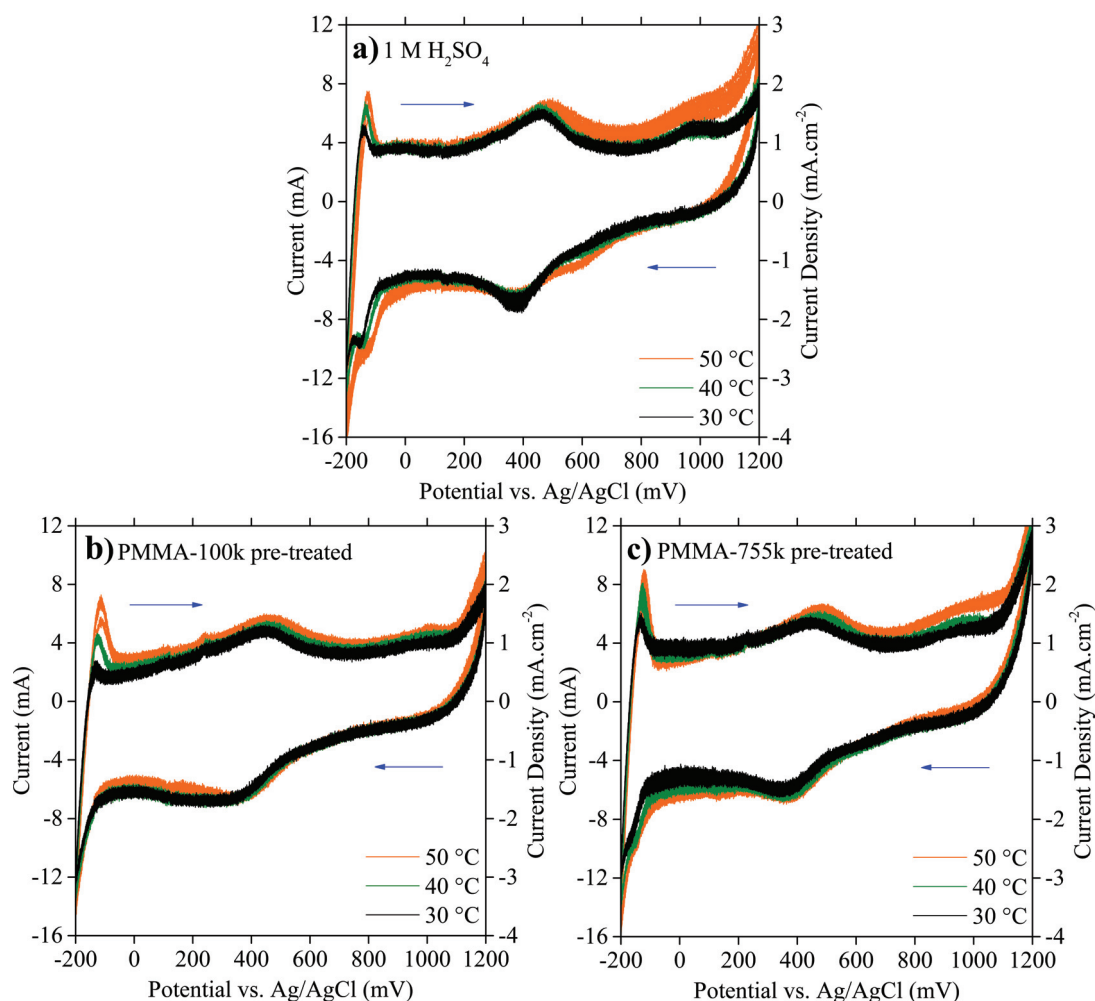 a) 1 M H₂SO₄
12
8
4
0
-4
-8
-12
-16
Current (mA)
3
2
1
0
-1
-2
-3
-4
Current Density (mA.cm⁻²)
50 °C
40 °C
30 °C
-200 0 200 400 600 800 1000 1200
Potential vs. Ag/AgCl (mV)
b) PMMA-100k pre-treated
12
8
4
0
-4
-8
-12
-16
Current (mA)
3
2
1
0
-1
-2
-3
-4
Current Density (mA.cm⁻²)
50 °C
40 °C
30 °C
-200 0 200 400 600 800 1000 1200
Potential vs. Ag/AgCl (mV)
c) PMMA-755k pre-treated
12
8
4
0
-4
-8
-12
-16
Current (mA)
3
2
1
0
-1
-2
-3
-4
Current Density (mA.cm⁻²)
50 °C
40 °C
30 °C
-200 0 200 400 600 800 1000 1200
Potential vs. Ag/AgCl (mV)